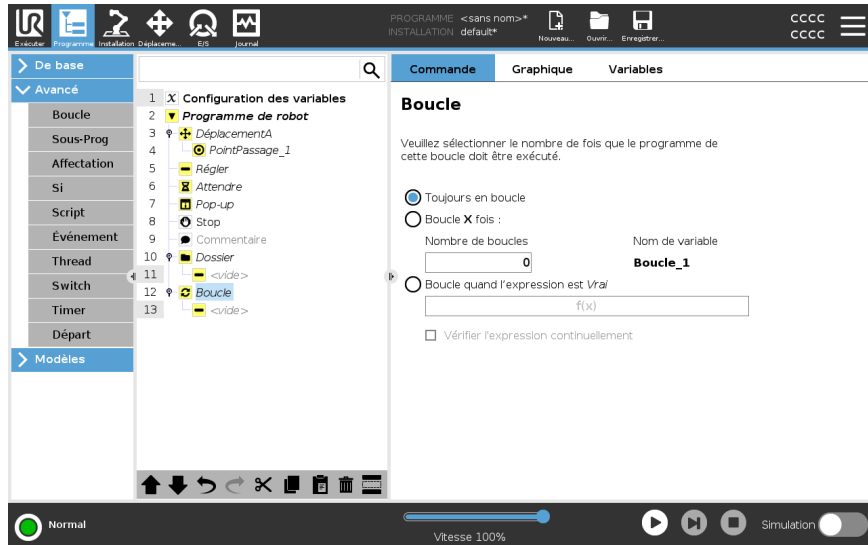 PROGRAMME <sans nom>*
INSTALLATION default*
Exécuter
Programme
Installation
Déplaceme...
E/S
Journal
Nouveau...
Ouvrir...
Enregistrer...
CCCC
CCCC
De base
Avancé
Boucle
Sous-Prog
Affectation
Si
Script
Événement
Thread
Switch
Timer
Départ
Modèles
1 X Configuration des variables
2 Programme de robot
3 DéplacementA
4 PointPassage_1
5 Régler
6 Attendre
7 Pop-up
8 Stop
9 Commentaire
10 Dossier
11 <vide>
12 Boucle
13 <vide>
Commande Graphique Variables
Boucle
Veuillez sélectionner le nombre de fois que le programme de
cette boucle doit être exécuté.
Toujours en boucle
Boucle X fois :
Nombre de boucles Nom de variable
0 Boucle_1
Boucle quand l'expression est Vrai
f(x)
Vérifier l'expression continuellement
Normal
Vitesse 100%
Simulation